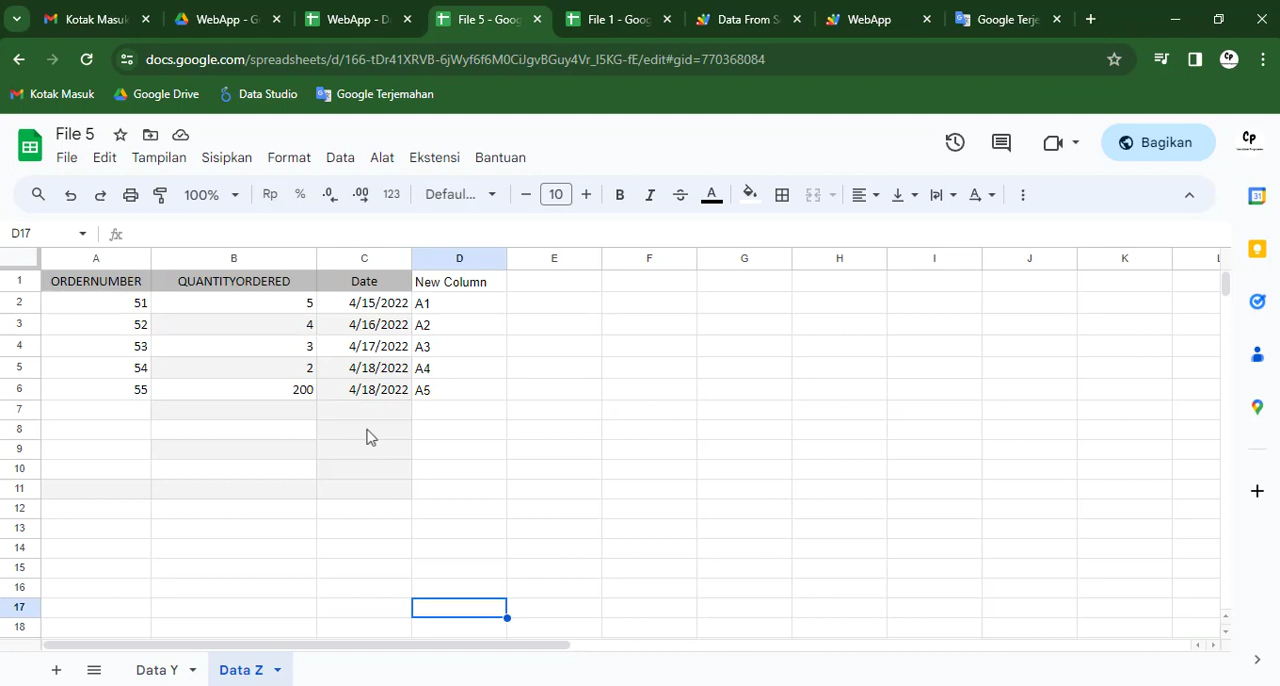 Kotak Masuk WebApp - G WebApp - D File 5 - Goog File 1 - Goog Data From S WebApp Google Terje
docs.google.com/spreadsheets/d/166-tDr41XRVB-6jWyf6f6M0CiJgvBGuy4Vr_I5KG-fE/edit#gid=770368084
Kotak Masuk Google Drive Data Studio Google Terjemahan
File 5
File Edit Tampilan Sisipkan Format Data Alat Ekstensi Bantuan
Bagikan
100% Rp % .0 .00 123 Defaul... 10 B I A
D17 fx
A B C D E F G H I J K L
1 ORDERNUMBER QUANTITYORDERED Date New Column
2 51 5 4/15/2022 A1
3 52 4 4/16/2022 A2
4 53 3 4/17/2022 A3
5 54 2 4/18/2022 A4
6 55 200 4/18/2022 A5
7
8
9
10
11
12
13
14
15
16
17
18
Data Y Data Z